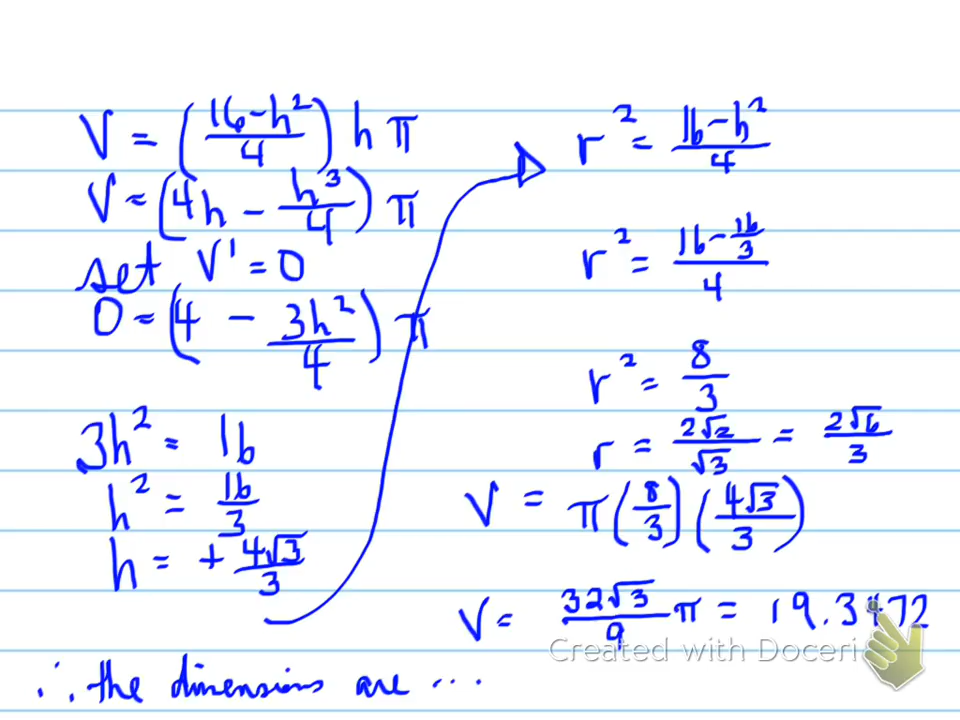 V = ((16-h²)/4) h π
V = (4h - h³/4) π
set V' = 0
0 = (4 - 3h²/4) π
3h² = 16
h² = 16/3
h = + 4√3/3
r² = (16-h²)/4
r² = (16 - 16/3)/4
r² = 8/3
r = 2√2/√3 = 2√6/3
V = π (8/3) (4√3/3)
V = 32√3/9 π = 19.3472
Created with Doceri
∴ the dimensions are ...